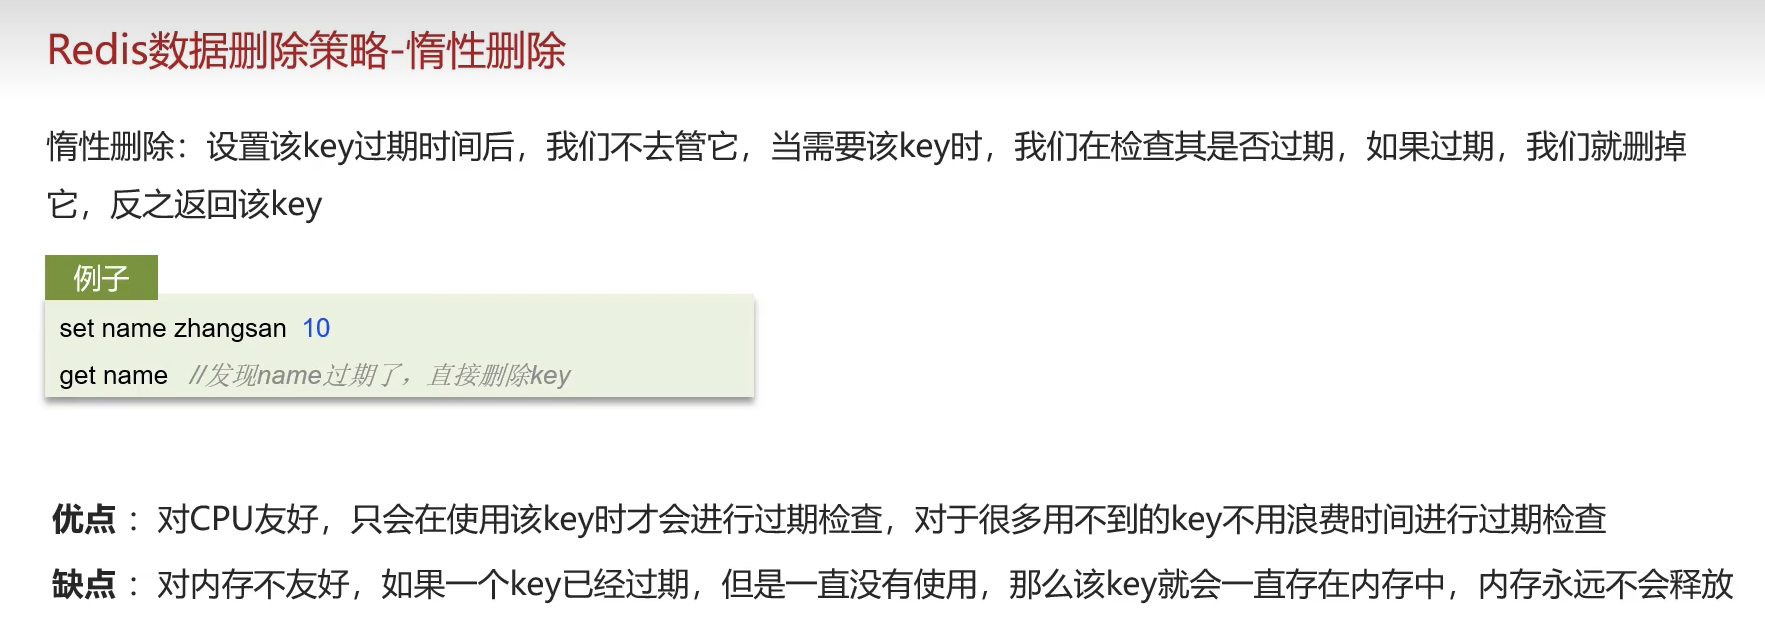 Redis数据删除策略-惰性删除
惰性删除：设置该key过期时间后，我们不去管它，当需要该key时，我们在检查其是否过期，如果过期，我们就删掉
它，反之返回该key
例子
set name zhangsan 10
get name //发现name过期了，直接删除key
优点 ：对CPU友好，只会在使用该key时才会进行过期检查，对于很多用不到的key不用浪费时间进行过期检查
缺点 ：对内存不友好，如果一个key已经过期，但是一直没有使用，那么该key就会一直存在内存中，内存永远不会释放